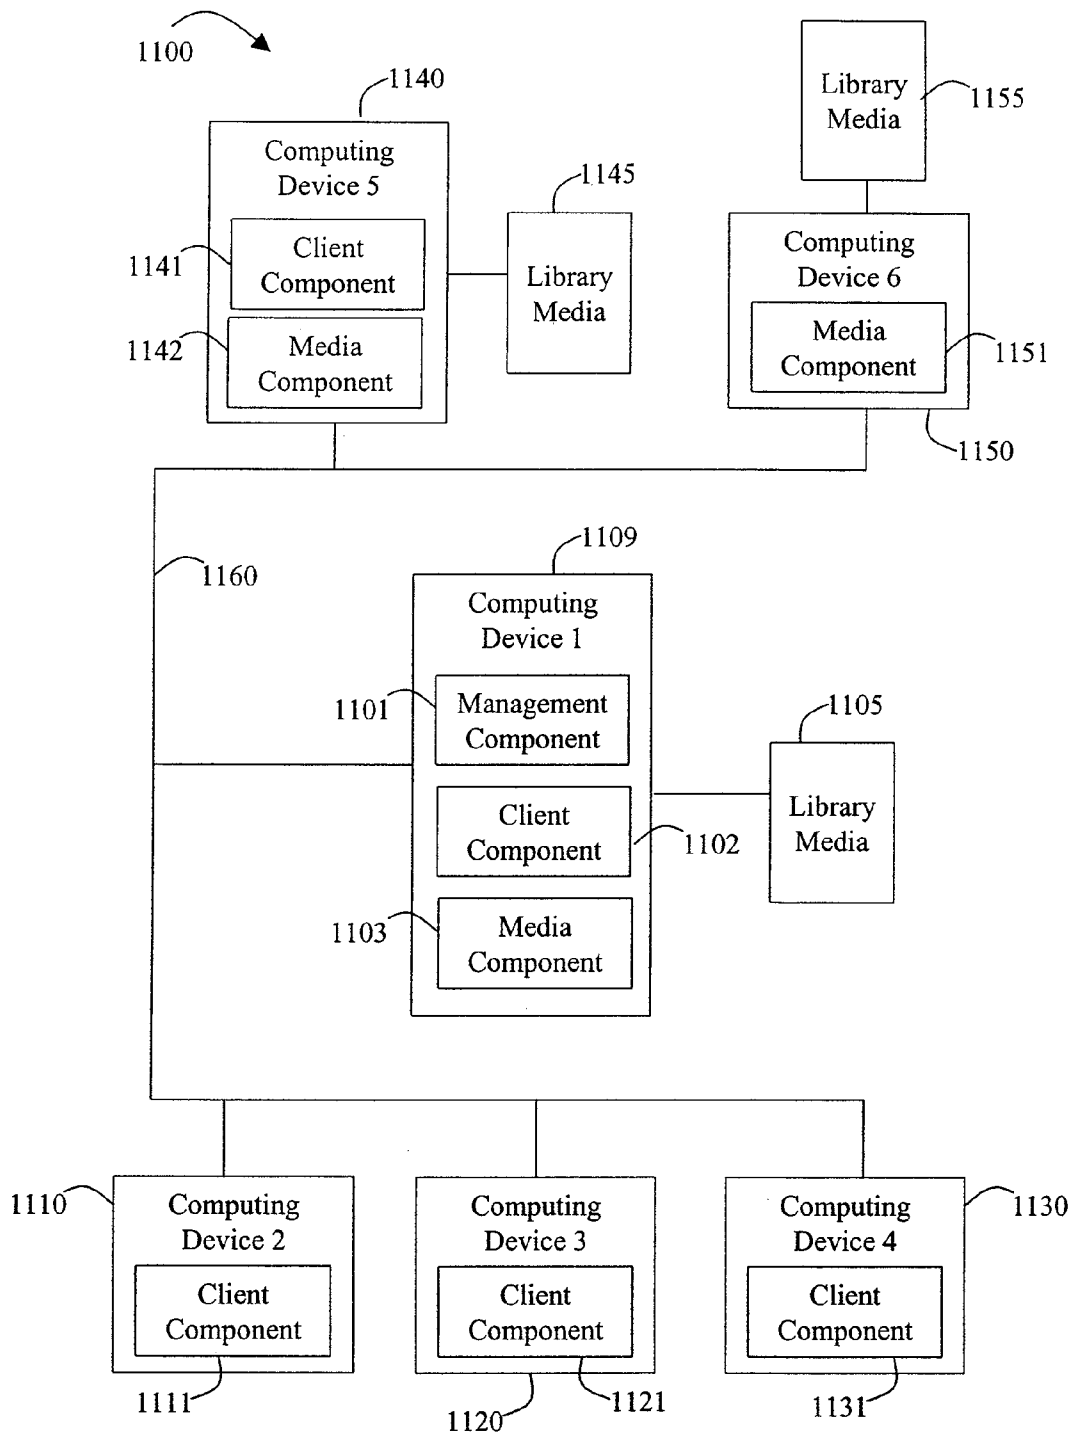 1100
1140
Library
Media
1155
Computing
Device 5
1145
1141
Client
Component
Library
Media
1142
Media
Component
Computing
Device 6
Media
Component
1151
1150
1160
1109
Computing
Device 1
1101
Management
Component
1105
Client
Component
1102
Library
Media
1103
Media
Component
1110
Computing
Device 2
Client
Component
1111
Computing
Device 3
Client
Component
1120
1121
Computing
Device 4
1130
Client
Component
1131